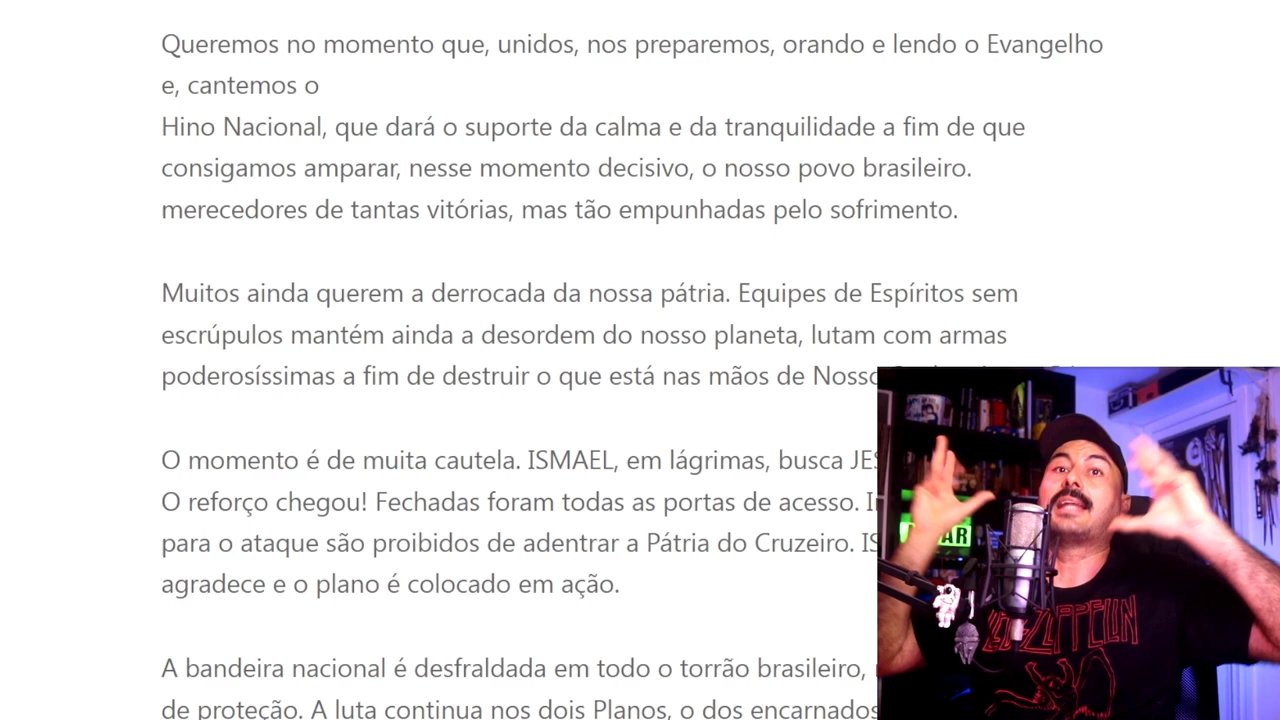 Queremos no momento que, unidos, nos preparemos, orando e lendo o Evangelho
e, cantemos o
Hino Nacional, que dará o suporte da calma e da tranquilidade a fim de que
consigamos amparar, nesse momento decisivo, o nosso povo brasileiro.
merecedores de tantas vitórias, mas tão empunhadas pelo sofrimento.
Muitos ainda querem a derrocada da nossa pátria. Equipes de Espíritos sem
escrúpulos mantém ainda a desordem do nosso planeta, lutam com armas
poderosíssimas a fim de destruir o que está nas mãos de Nosso
O momento é de muita cautela. ISMAEL, em lágrimas, busca
O reforço chegou! Fechadas foram todas as portas de acesso.
para o ataque são proibidos de adentrar a Pátria do Cruzeiro.
agradece e o plano é colocado em ação.
A bandeira nacional é desfraldada em todo o torrão brasileiro,
de proteção. A luta continua nos dois Planos, o dos encarnados
LED ZEPPELIN